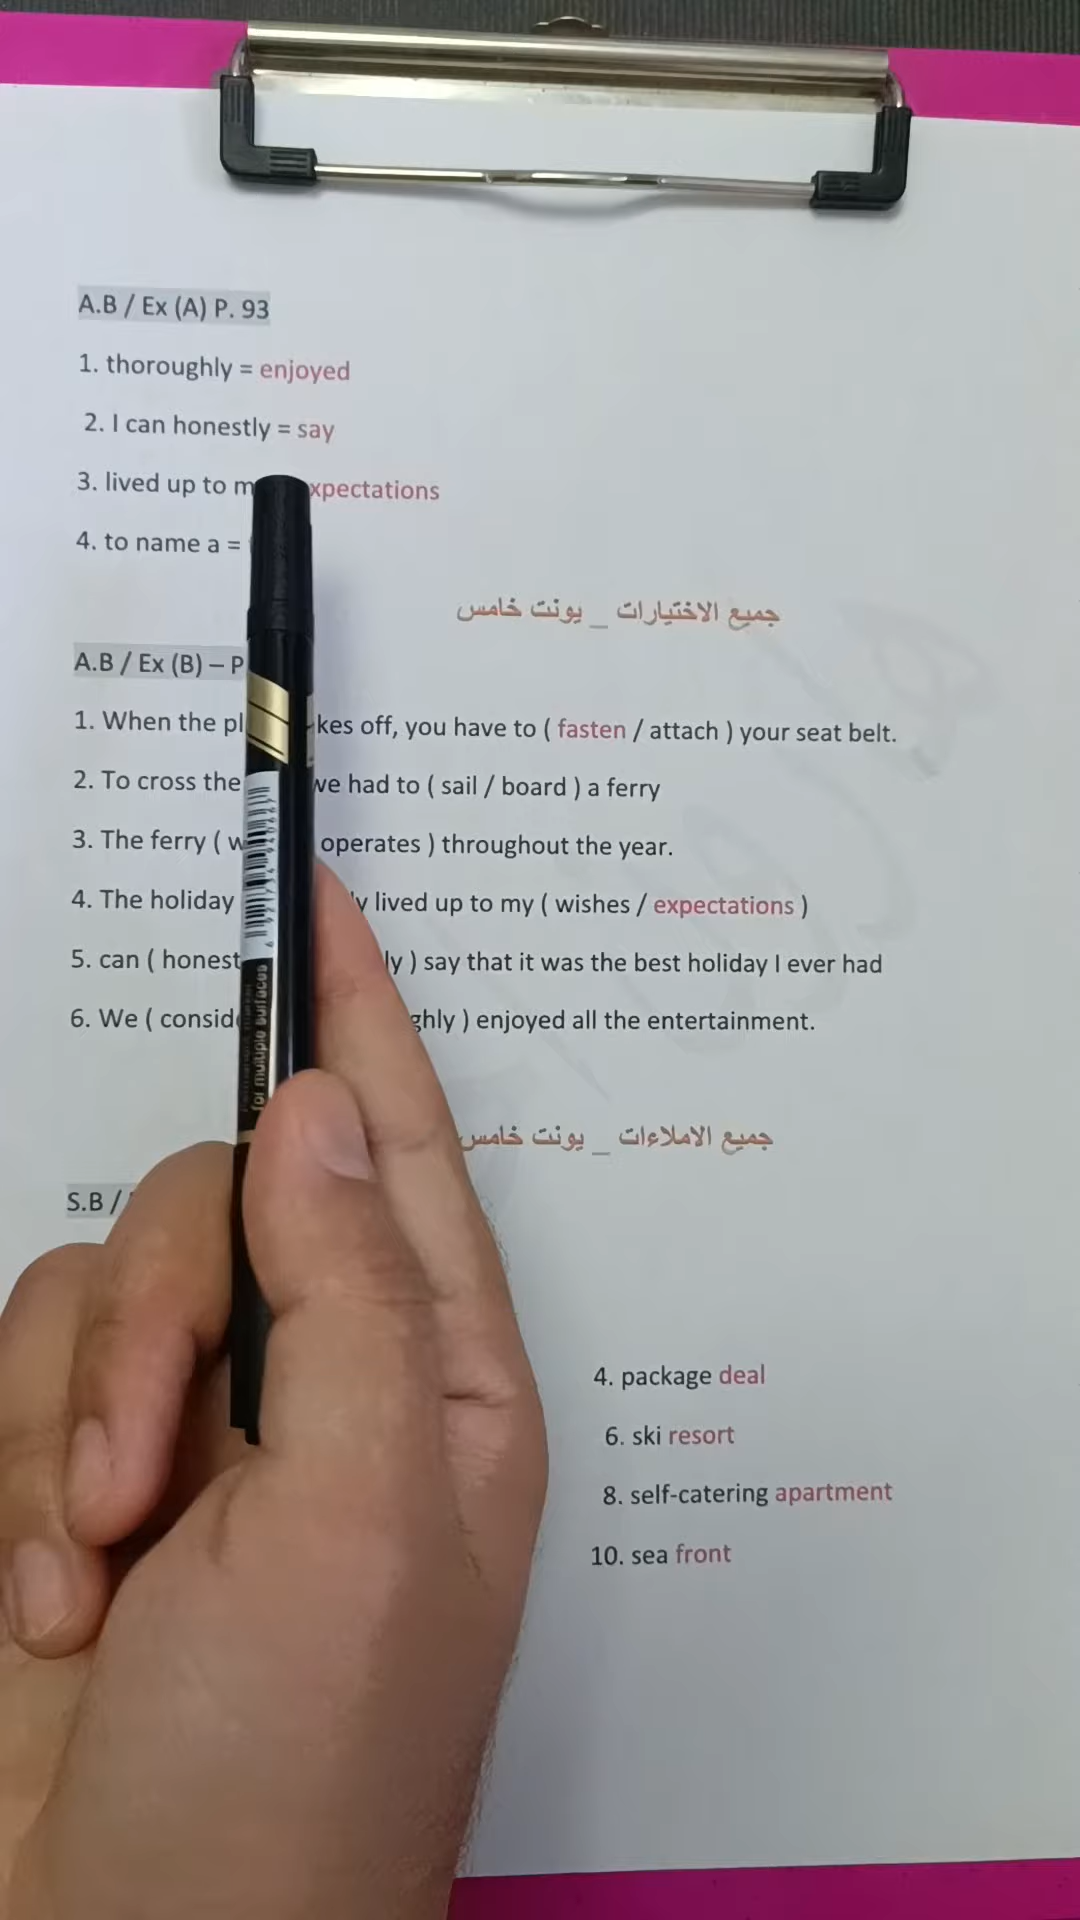 A.B / Ex (A) P. 93
1. thoroughly = enjoyed
2. I can honestly = say
3. lived up to m xpectations
4. to name a =
جميع الاختيارات _ يونت خامس
A.B / Ex (B) – P
1. When the pl kes off, you have to ( fasten / attach ) your seat belt.
2. To cross the we had to ( sail / board ) a ferry
3. The ferry ( w operates ) throughout the year.
4. The holiday ly lived up to my ( wishes / expectations )
5. can ( honest ly ) say that it was the best holiday I ever had
6. We ( consid ghly ) enjoyed all the entertainment.
جميع الاملاءات _ يونت خامس
S.B /
4. package deal
6. ski resort
8. self-catering apartment
10. sea front
for multiple surfaces